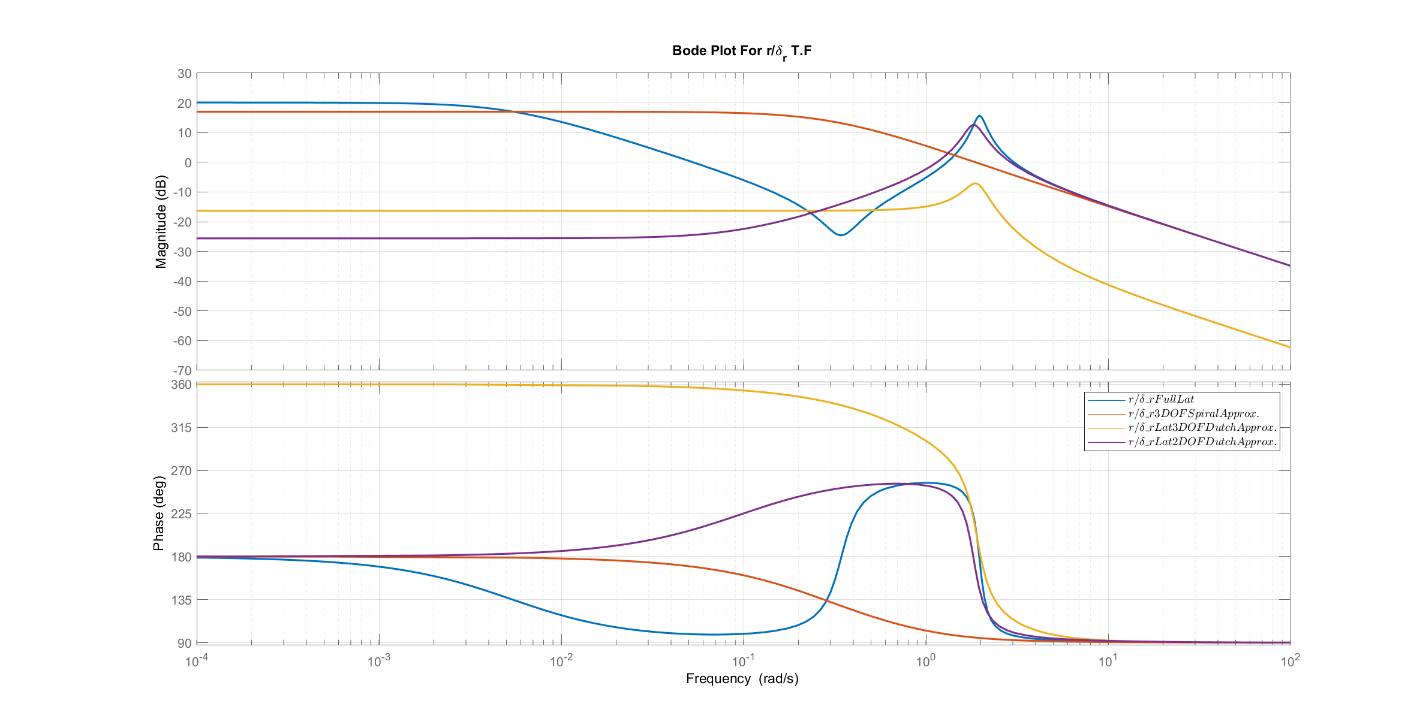 Bode Plot For r/δr T.F
Magnitude (dB)
30
20
10
0
-10
-20
-30
-40
-50
-60
-70
Phase (deg)
360
315
270
225
180
135
90
r/δ_rFullLat
r/δ_r3DOFSpiralApprox.
r/δ_rLat3DOFDutchApprox.
r/δ_rLat2DOFDutchApprox.
10^-4 10^-3 10^-2 10^-1 10^0 10^1 10^2
Frequency (rad/s)